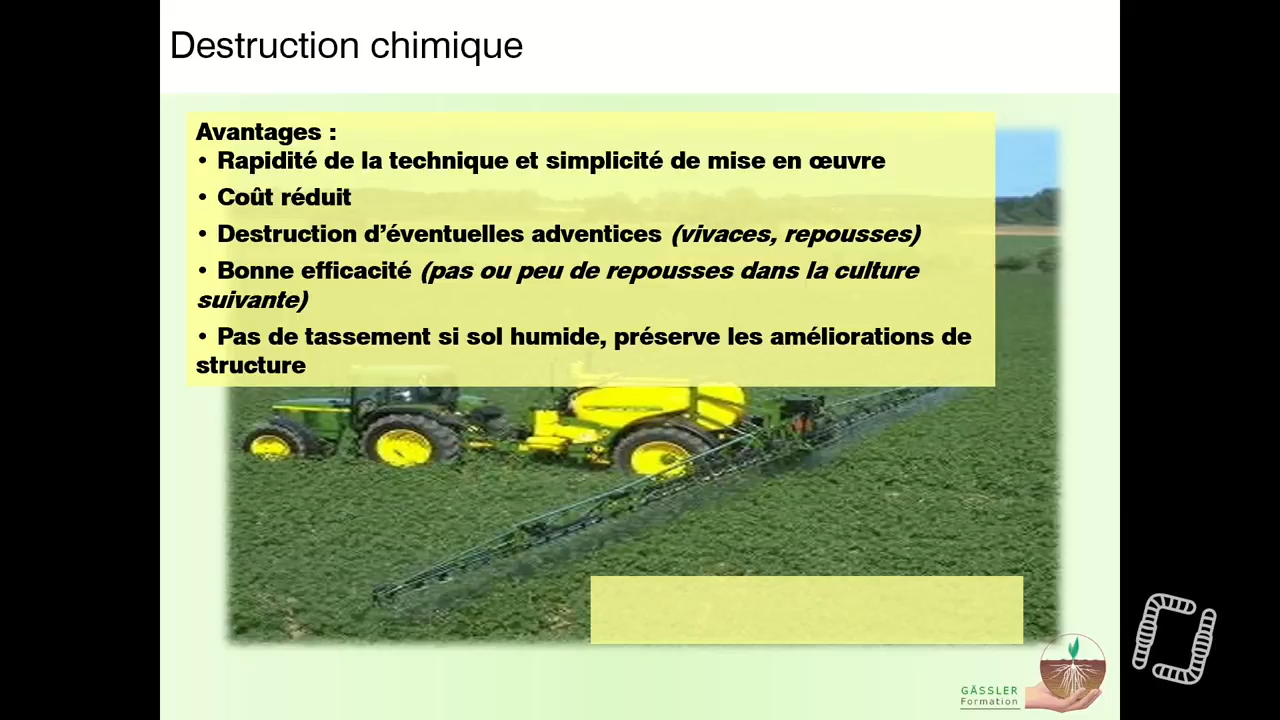 Destruction chimique
Avantages :
• Rapidité de la technique et simplicité de mise en œuvre
• Coût réduit
• Destruction d’éventuelles adventices (vivaces, repousses)
• Bonne efficacité (pas ou peu de repousses dans la culture
suivante)
• Pas de tassement si sol humide, préserve les améliorations de
structure
GÄSSLER
Formation